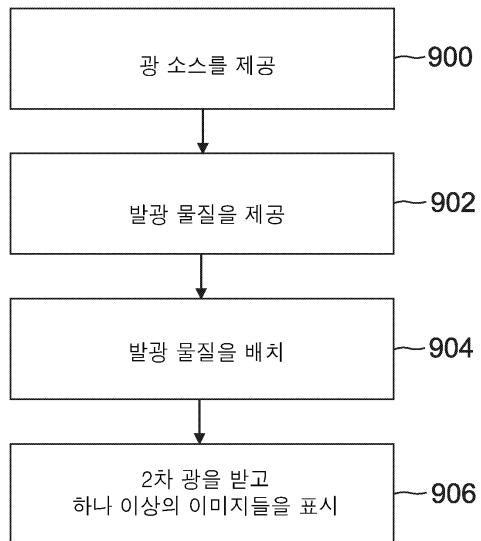 광 소스를 제공
900
발광 물질을 제공
902
발광 물질을 배치
904
2차 광을 받고
하나 이상의 이미지들을 표시
906